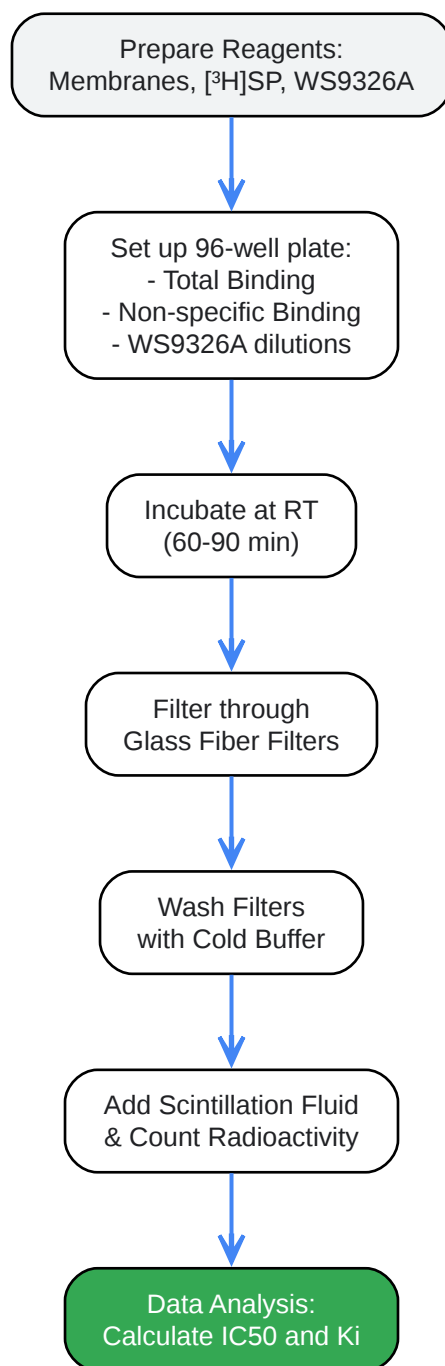 Prepare Reagents:
Membranes, [³H]SP, WS9326A
Set up 96-well plate:
- Total Binding
- Non-specific Binding
- WS9326A dilutions
Incubate at RT
(60-90 min)
Filter through
Glass Fiber Filters
Wash Filters
with Cold Buffer
Add Scintillation Fluid
& Count Radioactivity
Data Analysis:
Calculate IC50 and Ki